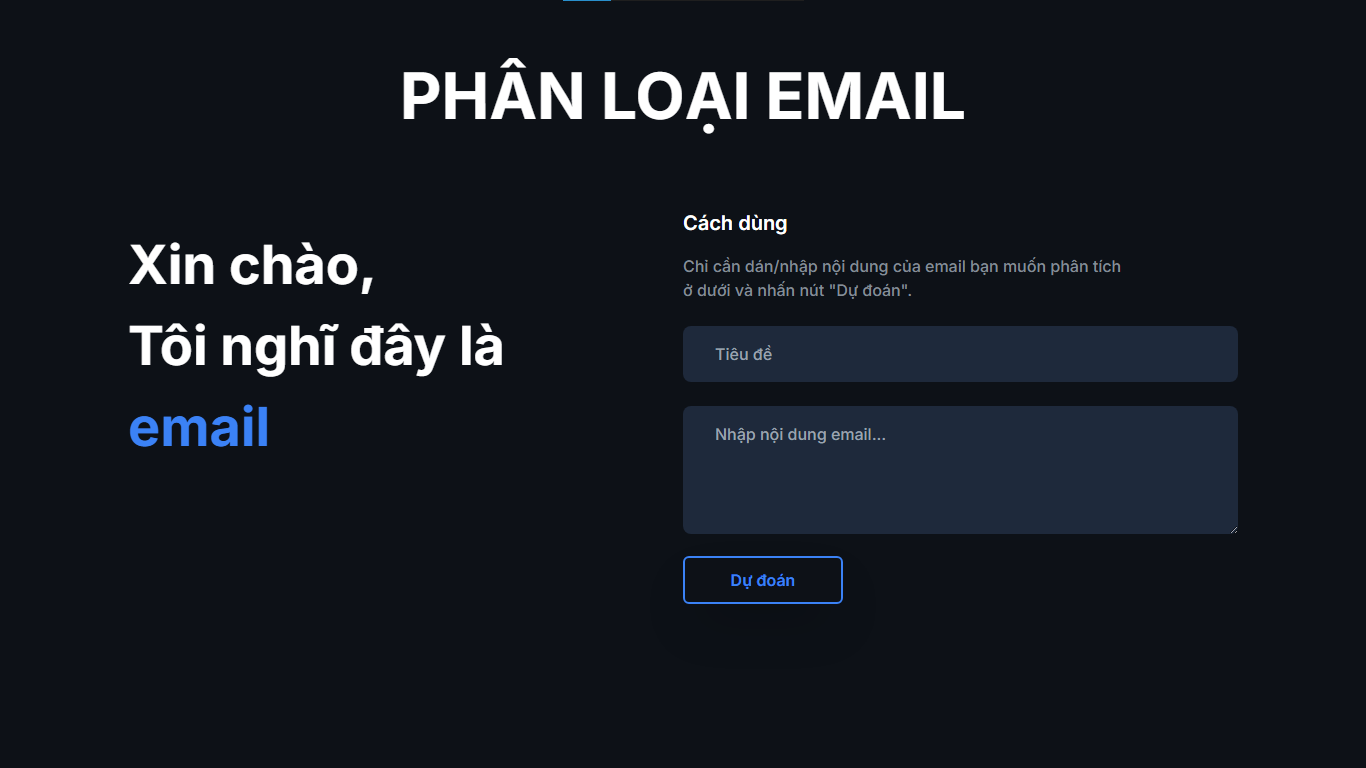 PHÂN LOẠI EMAIL
Xin chào,
Tôi nghĩ đây là
email
Cách dùng
Chỉ cần dán/nhập nội dung của email bạn muốn phân tích
ở dưới và nhấn nút "Dự đoán".
Tiêu đề
Nhập nội dung email...
Dự đoán